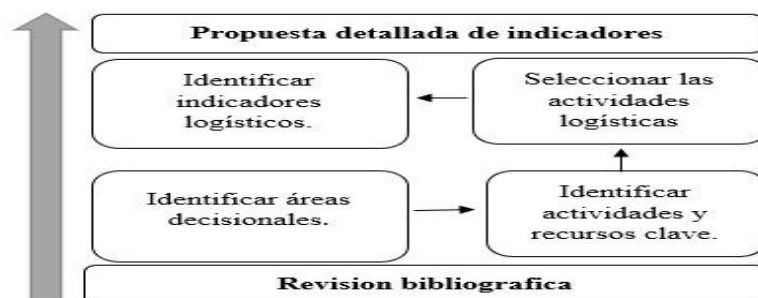 Propuesta detallada de indicadores
Identificar
indicadores
logísticos.
Seleccionar las
actividades
logísticas
Identificar áreas
decisionales.
Identificar
actividades y
recursos clave.
Revision bibliografica